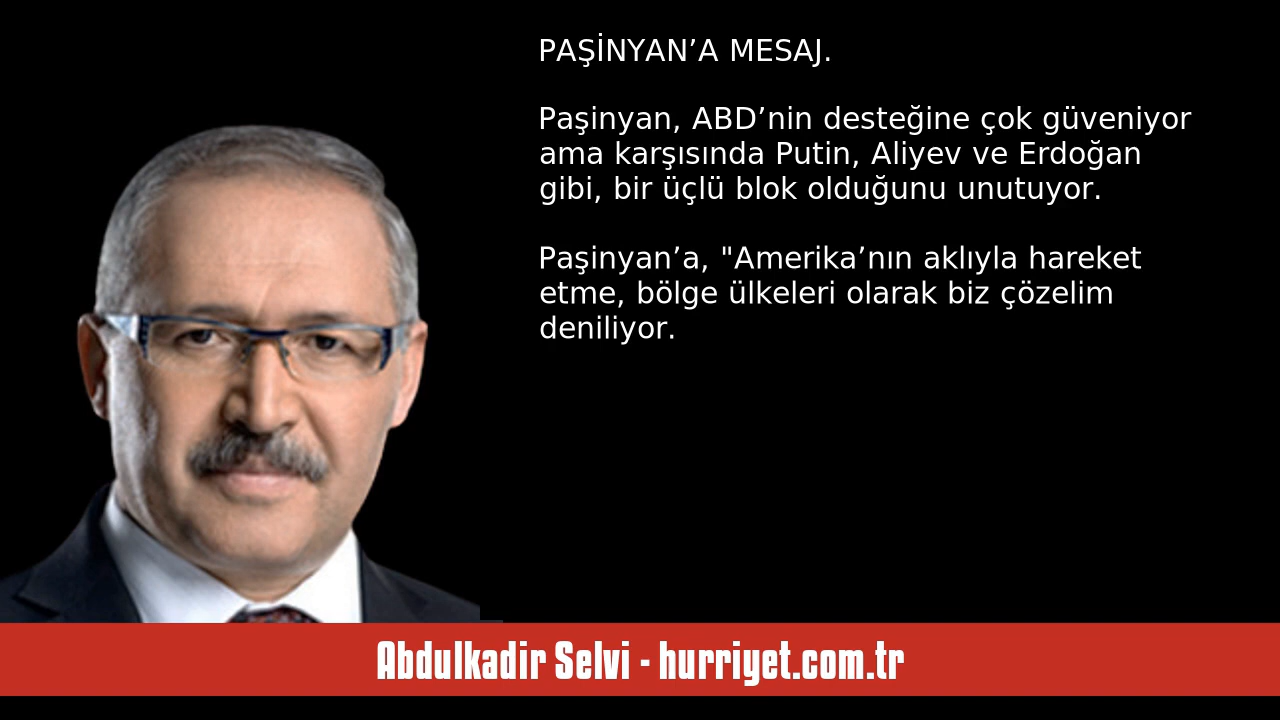 PAŞİNYAN’A MESAJ.
Paşinyan, ABD’nin desteğine çok güveniyor
ama karşısında Putin, Aliyev ve Erdoğan
gibi, bir üçlü blok olduğunu unutuyor.
Paşinyan’a, "Amerika’nın aklıyla hareket
etme, bölge ülkeleri olarak biz çözelim
deniliyor.
Abdulkadir Selvi - hurriyet.com.tr